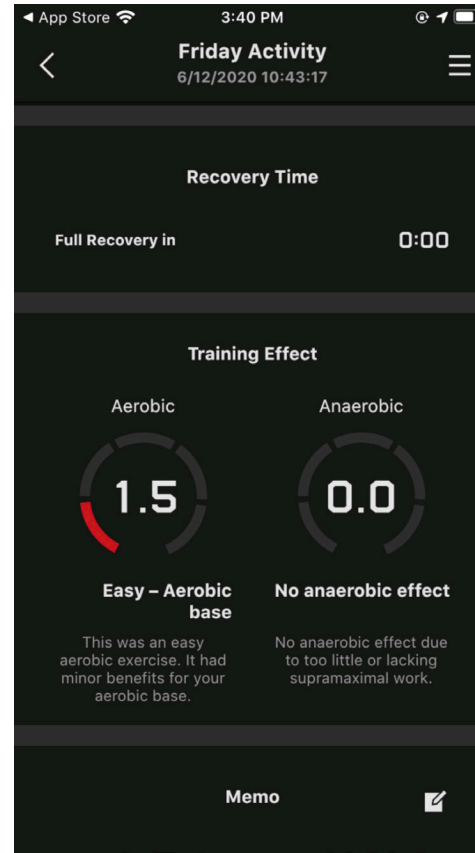 App Store
3:40 PM
Friday Activity
6/12/2020 10:43:17
Recovery Time
Full Recovery in 0:00
Training Effect
Aerobic Anaerobic
1.5 0.0
Easy – Aerobic
base
No anaerobic effect
This was an easy
aerobic exercise. It had
minor benefits for your
aerobic base.
No anaerobic effect due
to too little or lacking
supramaximal work.
Memo